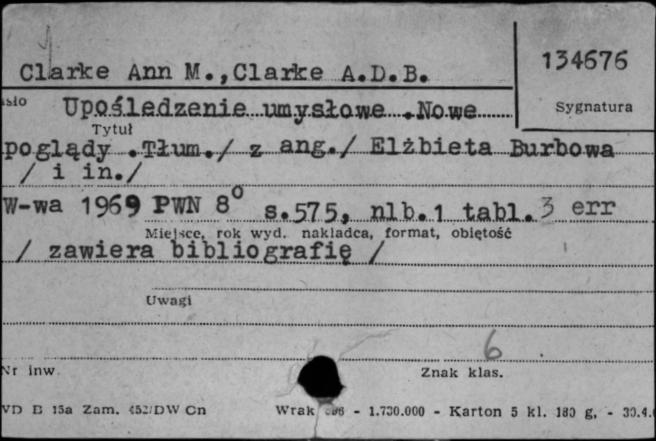 Clarke Ann M.,Clarke A.D.B.
134676
Sygnatura
Upośledzenie umysłowe .Nowe
Tytuł
poglądy .Tłum./ z ang./ Elżbieta Burbowa
/ i in./
W-wa 1969 PWN 8⁰ s.575, nlb.1 tabl.3 err
Miejsce, rok wyd. nakładca, format, objętość
/ zawiera bibliografię /
Uwagi
6
Nr inw.
Znak klas.
VD B 15a Zam. 452/DW Cn Wrak - 1.730.000 - Karton 5 kl. 180 g. - 30.4.